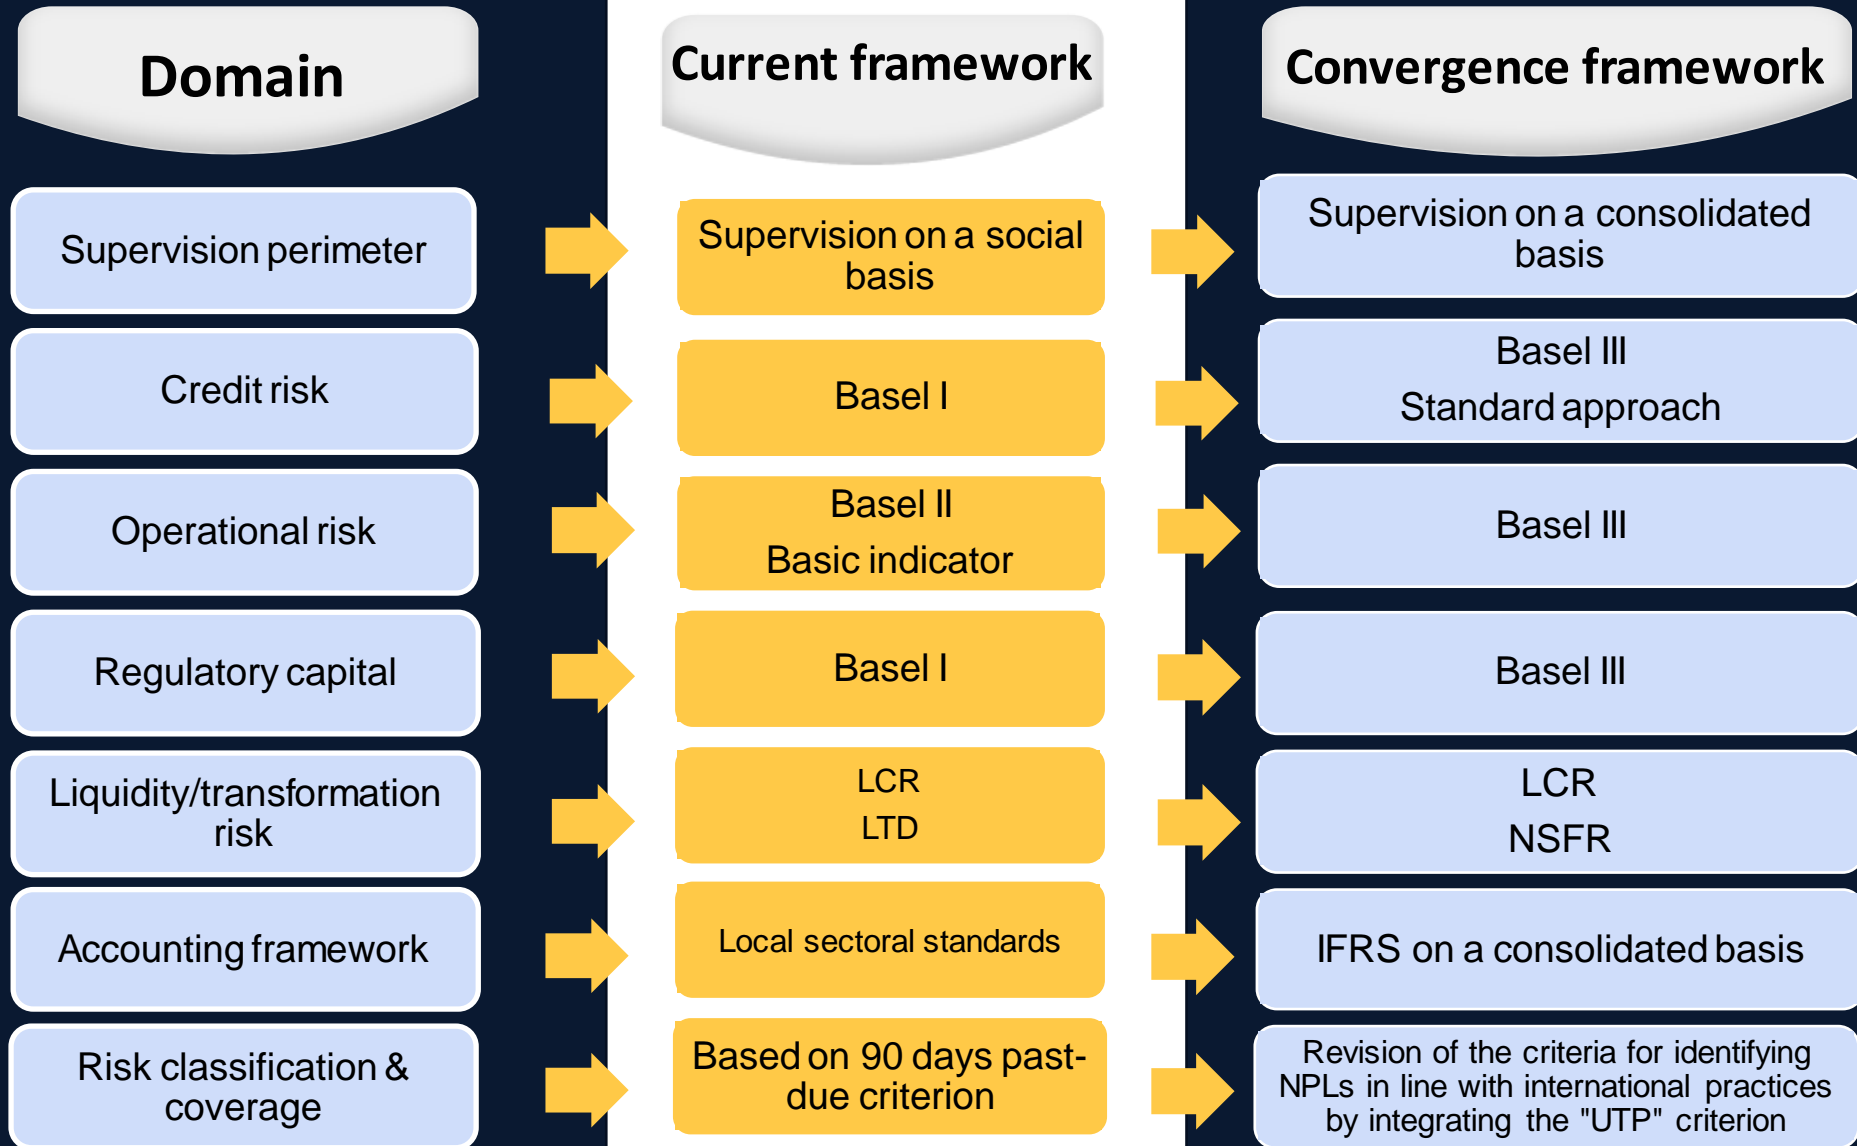 Domain
Current framework
Convergence framework
Supervision perimeter
Supervision on a social
basis
Supervision on a consolidated
basis
Credit risk
Basel I
Basel III
Standard approach
Operational risk
Basel II
Basic indicator
Basel III
Regulatory capital
Basel I
Basel III
Liquidity/transformation
risk
LCR
LTD
LCR
NSFR
Accounting framework
Local sectoral standards
IFRS on a consolidated basis
Risk classification &
coverage
Based on 90 days past-
due criterion
Revision of the criteria for identifying
NPLs in line with international practices
by integrating the "UTP" criterion